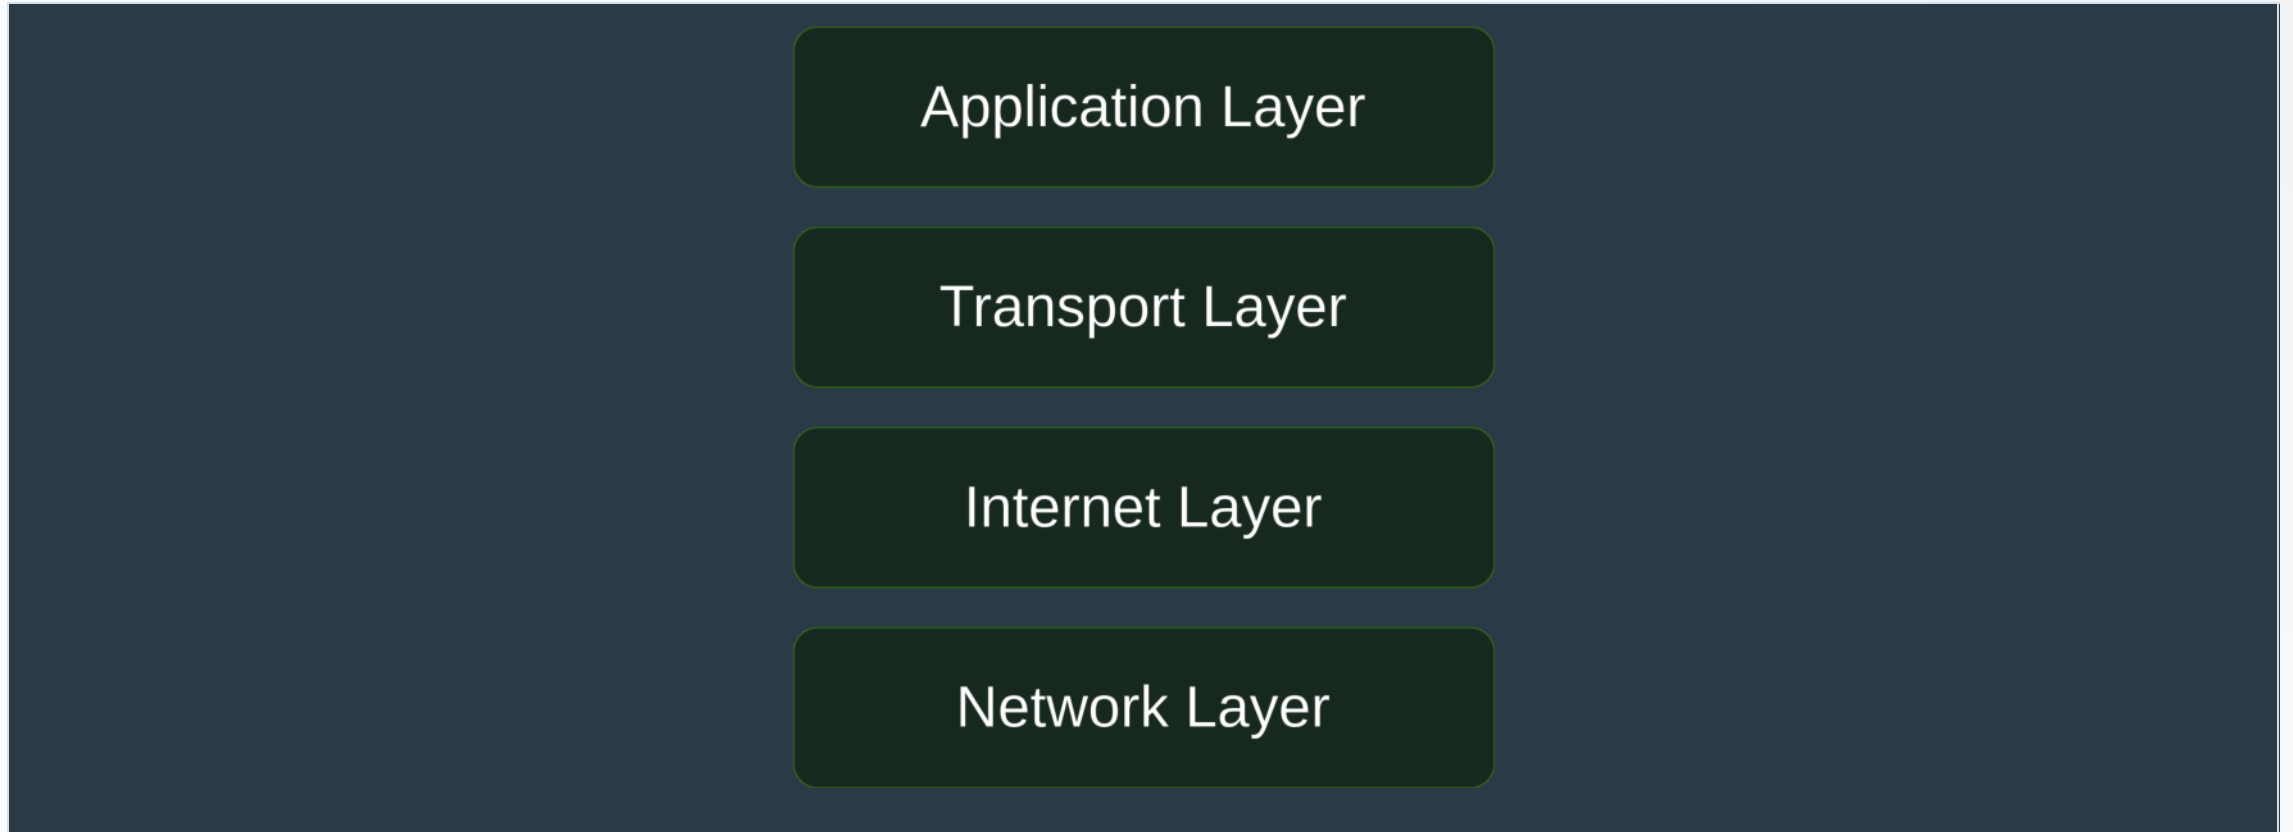 Application Layer
Transport Layer
Internet Layer
Network Layer